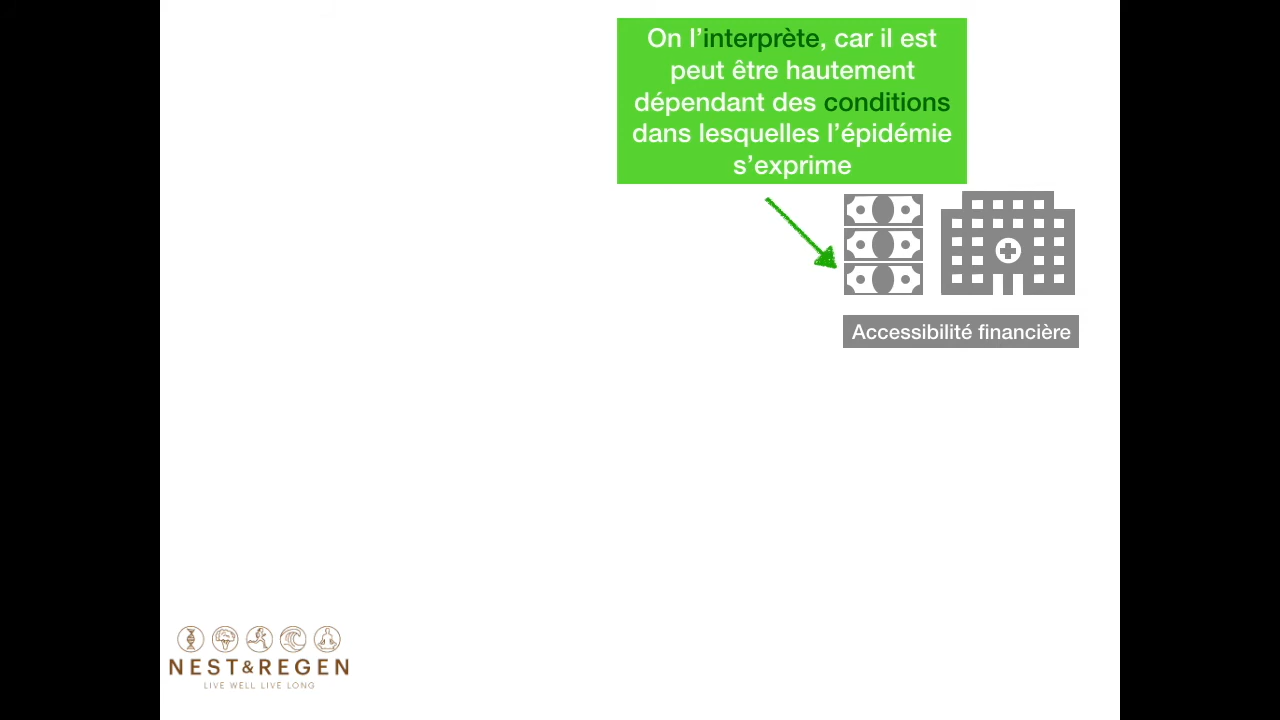 On l’interprète, car il est
peut être hautement
dépendant des conditions
dans lesquelles l’épidémie
s’exprime
Accessibilité financière
NEST&REGEN
LIVE WELL LIVE LONG